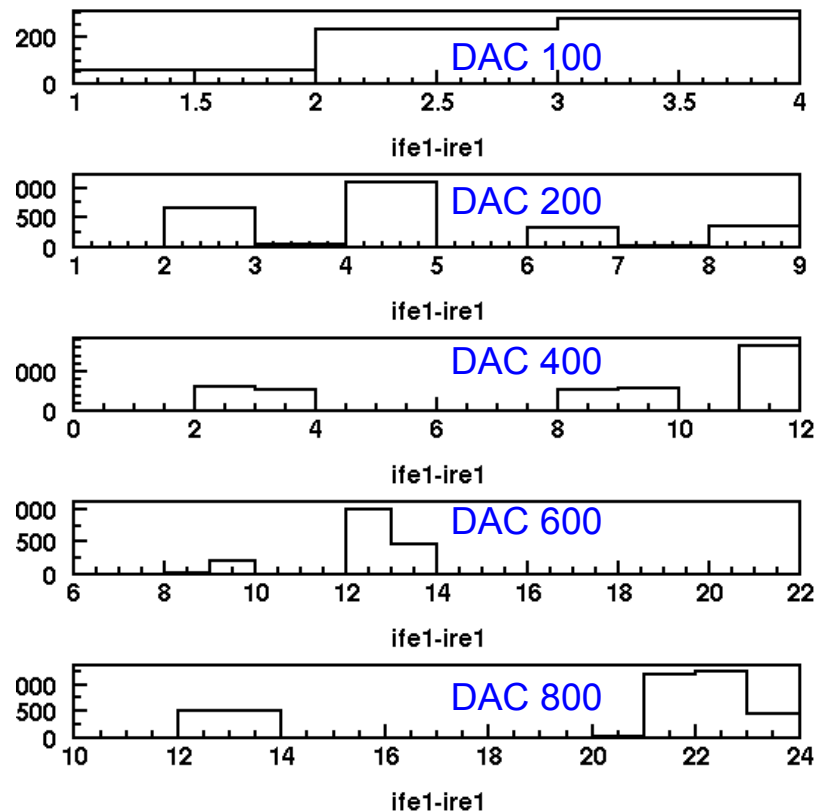 200
DAC 100
0
1 1.5 2 2.5 3 3.5 4
ife1-ire1
000
DAC 200
500
0
1 2 3 4 5 6 7 8 9
ife1-ire1
DAC 400
000
0
0 2 4 6 8 10 12
ife1-ire1
000
DAC 600
500
0
6 8 10 12 14 16 18 20 22
ife1-ire1
000
DAC 800
500
0
10 12 14 16 18 20 22 24
ife1-ire1